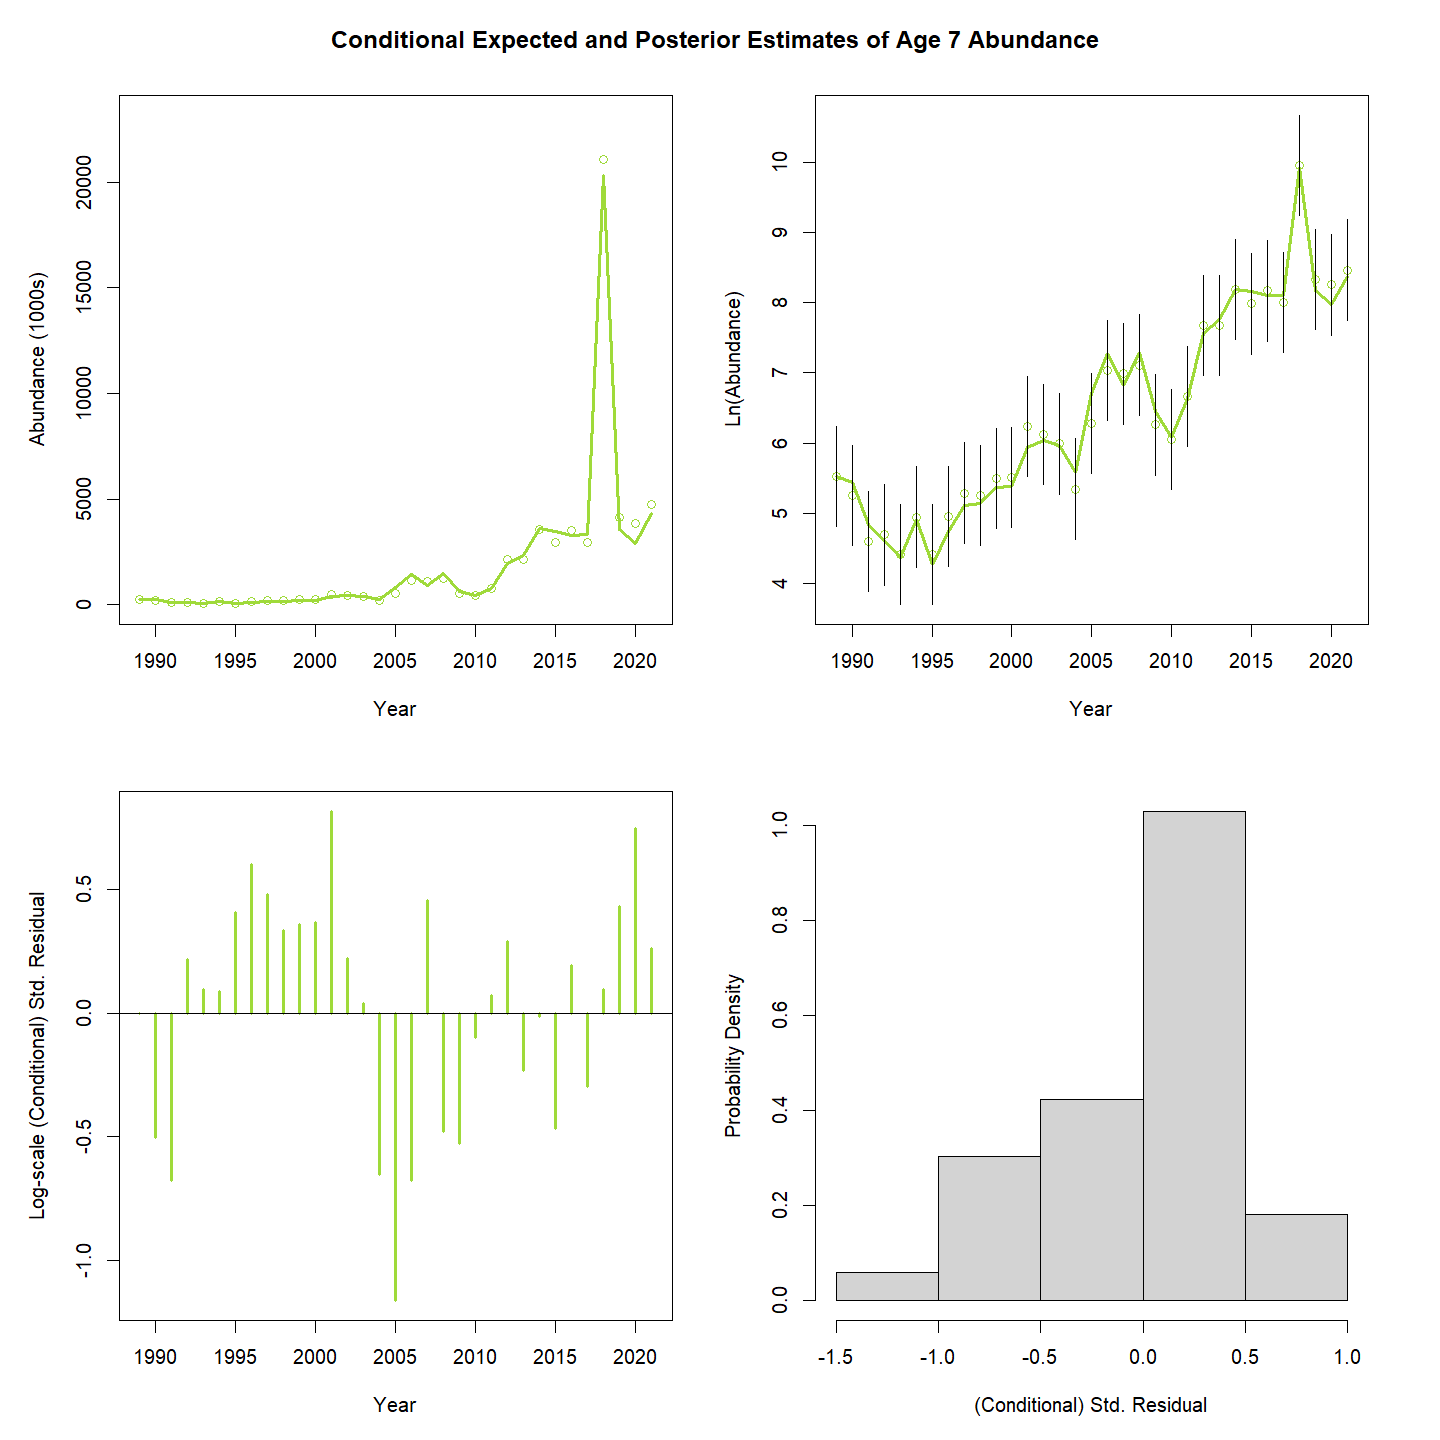 Conditional Expected and Posterior Estimates of Age 7 Abundance
Abundance (1000s)
20000
15000
10000
5000
0
1990 1995 2000 2005 2010 2015 2020
Year
Ln(Abundance)
10
9
8
7
6
5
4
1990 1995 2000 2005 2010 2015 2020
Year
Log-scale (Conditional) Std. Residual
0.5
0.0
-0.5
-1.0
1990 1995 2000 2005 2010 2015 2020
Year
Probability Density
1.0
0.8
0.6
0.4
0.2
0.0
-1.5 -1.0 -0.5 0.0 0.5 1.0
(Conditional) Std. Residual